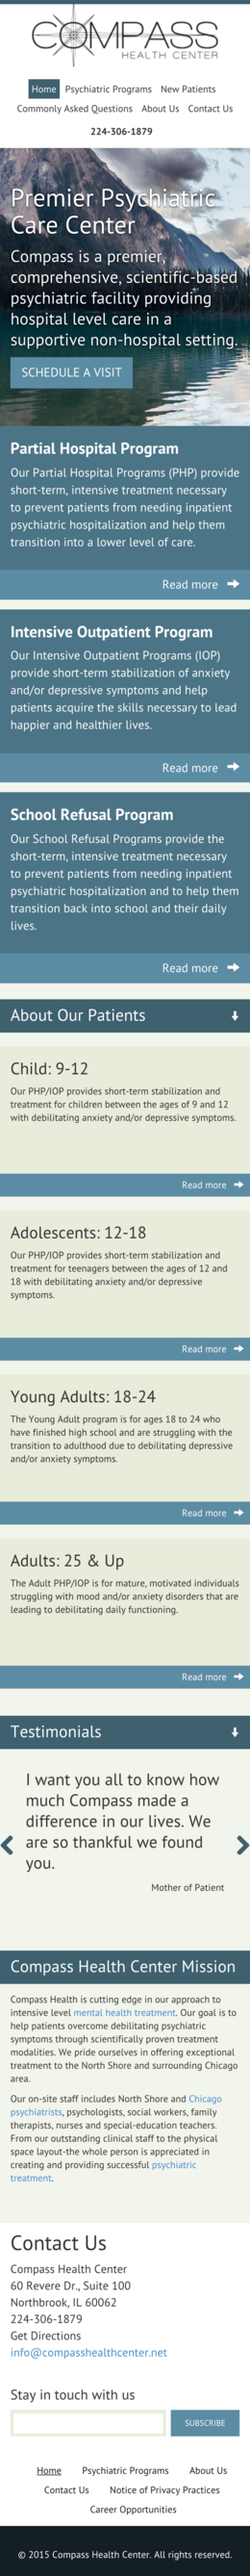 COMPASS
HEALTH CENTER
Home Psychiatric Programs New Patients
Commonly Asked Questions About Us Contact Us
224-306-1879
Premier Psychiatric
Care Center
Compass is a premier,
comprehensive, scientific-based
psychiatric facility providing
hospital level care in a
supportive non-hospital setting.
SCHEDULE A VISIT
Partial Hospital Program
Our Partial Hospital Programs (PHP) provide
short-term, intensive treatment necessary
to prevent patients from needing inpatient
psychiatric hospitalization and help them
transition into a lower level of care.
Read more
Intensive Outpatient Program
Our Intensive Outpatient Programs (IOP)
provide short-term stabilization of anxiety
and/or depressive symptoms and help
patients acquire the skills necessary to lead
happier and healthier lives.
Read more
School Refusal Program
Our School Refusal Programs provide the
short-term, intensive treatment necessary
to prevent patients from needing inpatient
psychiatric hospitalization and to help them
transition back into school and their daily
lives.
Read more
About Our Patients
Child: 9-12
Our PHP/IOP provides short-term stabilization and
treatment for children between the ages of 9 and 12
with debilitating anxiety and/or depressive symptoms.
Read more
Adolescents: 12-18
Our PHP/IOP provides short-term stabilization and
treatment for teenagers between the ages of 12 and
18 with debilitating anxiety and/or depressive
symptoms.
Read more
Young Adults: 18-24
The Young Adult program is for ages 18 to 24 who
have finished high school and are struggling with the
transition to adulthood due to debilitating depressive
and/or anxiety symptoms.
Read more
Adults: 25 & Up
The Adult PHP/IOP is for mature, motivated individuals
struggling with mood and/or anxiety disorders that are
leading to debilitating daily functioning.
Read more
Testimonials
I want you all to know how
much Compass made a
difference in our lives. We
are so thankful we found
you.
Mother of Patient
Compass Health Center Mission
Compass Health is cutting edge in our approach to
intensive level mental health treatment. Our goal is to
help patients overcome debilitating psychiatric
symptoms through scientifically proven treatment
modalities. We pride ourselves in offering exceptional
treatment to the North Shore and surrounding Chicago
area.
Our on-site staff includes North Shore and Chicago
psychiatrists, psychologists, social workers, family
therapists, nurses and special-education teachers.
From our outstanding clinical staff to the physical
space layout-the whole person is appreciated in
creating and providing successful psychiatric
treatment.
Contact Us
Compass Health Center
60 Revere Dr., Suite 100
Northbrook, IL 60062
224-306-1879
Get Directions
info@compasshealthcenter.net
Stay in touch with us
SUBSCRIBE
Home Psychiatric Programs About Us
Contact Us Notice of Privacy Practices
Career Opportunities
© 2015 Compass Health Center. All rights reserved.